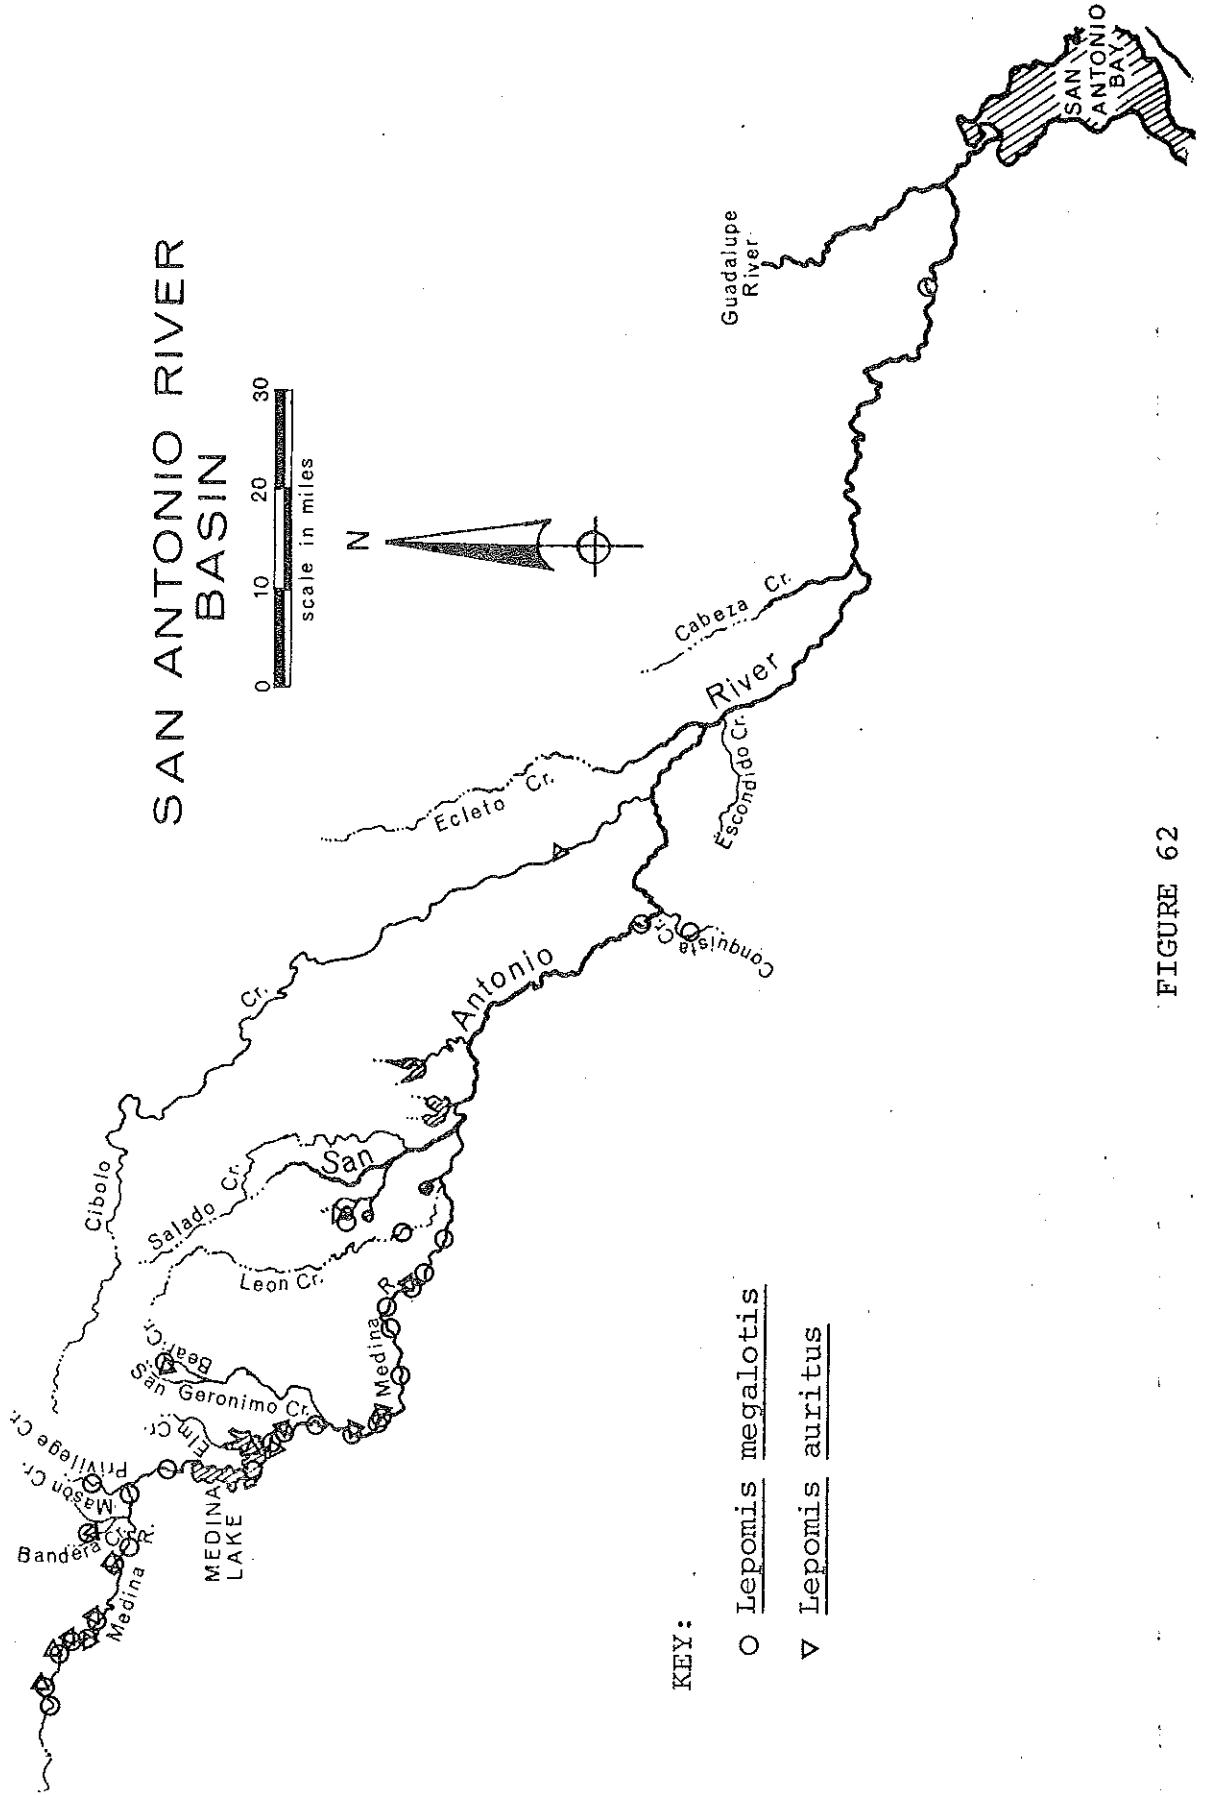 SAN ANTONIO RIVER
BASIN
0 10 20 30
scale in miles
N
Guadalupe
River
SAN
ANTONIO
BAY
Cabeza Cr.
River
Escondido Cr.
Ecleto Cr.
Conquista Cr.
Antonio
Cibolo Cr.
San
Salado Cr.
Leon Cr.
Medina R.
Bear Cr.
San Geronimo Cr.
Elm Cr.
Privilege Cr.
Mason Cr.
Bandera Cr.
Medina R.
MEDINA
LAKE
KEY:
Lepomis megalotis
Lepomis auritus
FIGURE 62